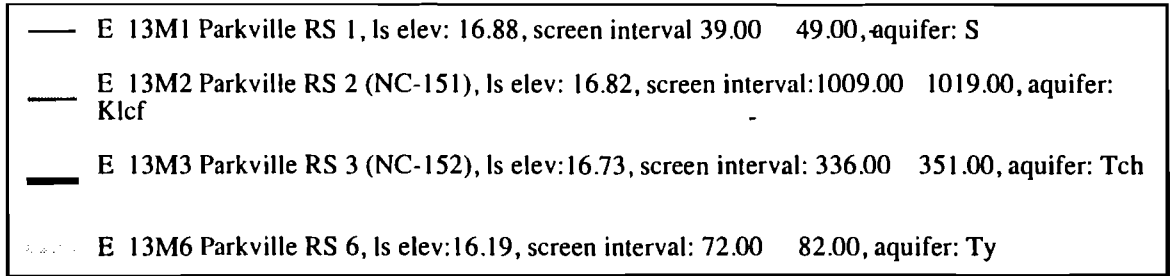 E 13M1 Parkville RS 1, ls elev: 16.88, screen interval 39.00 49.00, aquifer: S
E 13M2 Parkville RS 2 (NC-151), ls elev: 16.82, screen interval:1009.00 1019.00, aquifer:
Klcf
E 13M3 Parkville RS 3 (NC-152), ls elev:16.73, screen interval: 336.00 351.00, aquifer: Tch
E 13M6 Parkville RS 6, ls elev:16.19, screen interval: 72.00 82.00, aquifer: Ty